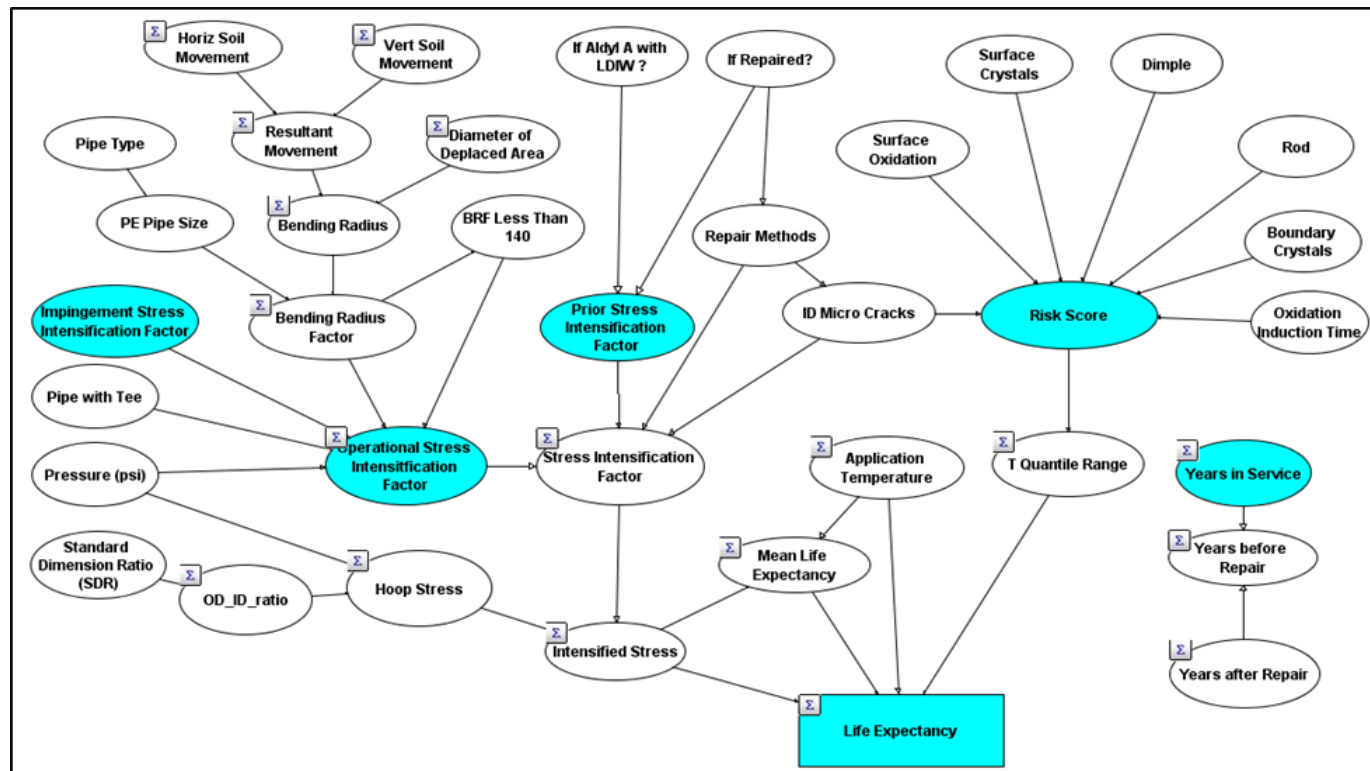 Σ
Horiz Soil
Movement
Σ
Vert Soil
Movement
If Aldyl A with
LDIW ?
If Repaired?
Surface
Crystals
Dimple
Pipe Type
Σ
Resultant
Movement
Σ
Diameter of
Deplaced Area
Surface
Oxidation
Rod
PE Pipe Size
Σ
Bending Radius
BRF Less Than
140
Repair Methods
Boundary
Crystals
Impingement Stress
Intensification Factor
Σ
Bending Radius
Factor
Prior Stress
Intensification
Factor
ID Micro Cracks
Risk Score
Oxidation
Induction Time
Pipe with Tee
Σ
Operational Stress
Intensitfication
Factor
Σ
Stress Intensification
Factor
Σ
Application
Temperature
Σ
T Quantile Range
Σ
Years in Service
Pressure (psi)
Standard
Dimension Ratio
(SDR)
Σ
OD_ID_ratio
Σ
Hoop Stress
Σ
Mean Life
Expectancy
Σ
Years before
Repair
Σ
Intensified Stress
Σ
Years after Repair
Σ
Life Expectancy